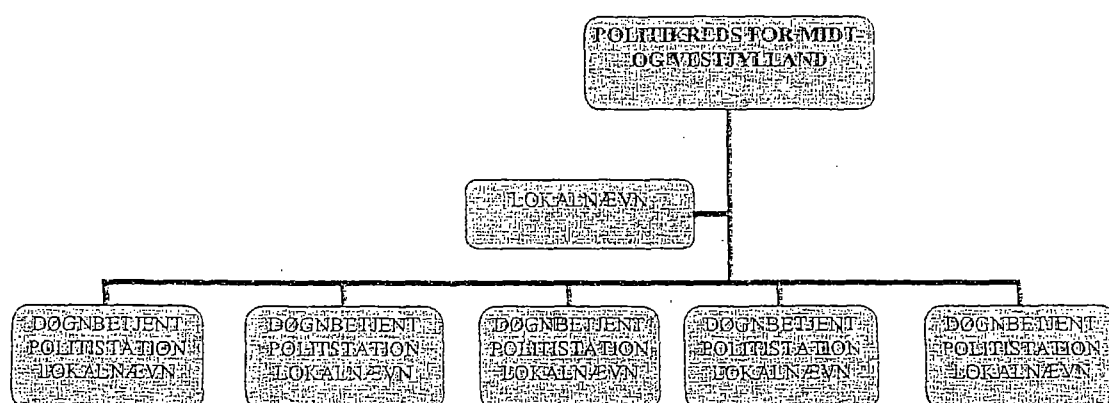 POLITIKREDS FOR MIDT-
OG VESTJYLLAND
LOKALNÆVN
DØGNBETJENT
POLITISTATION
LOKALNÆVN
DØGNBETJENT
POLITSTATION
LOKALNÆVN
DØGNBETJENT
POLITISTATION
LOKALNÆVN
DØGNBETJENT
POLITISTATION
LOKALNÆVN
DØGNBETJENT
POLITISTATION
LOKALNÆVN